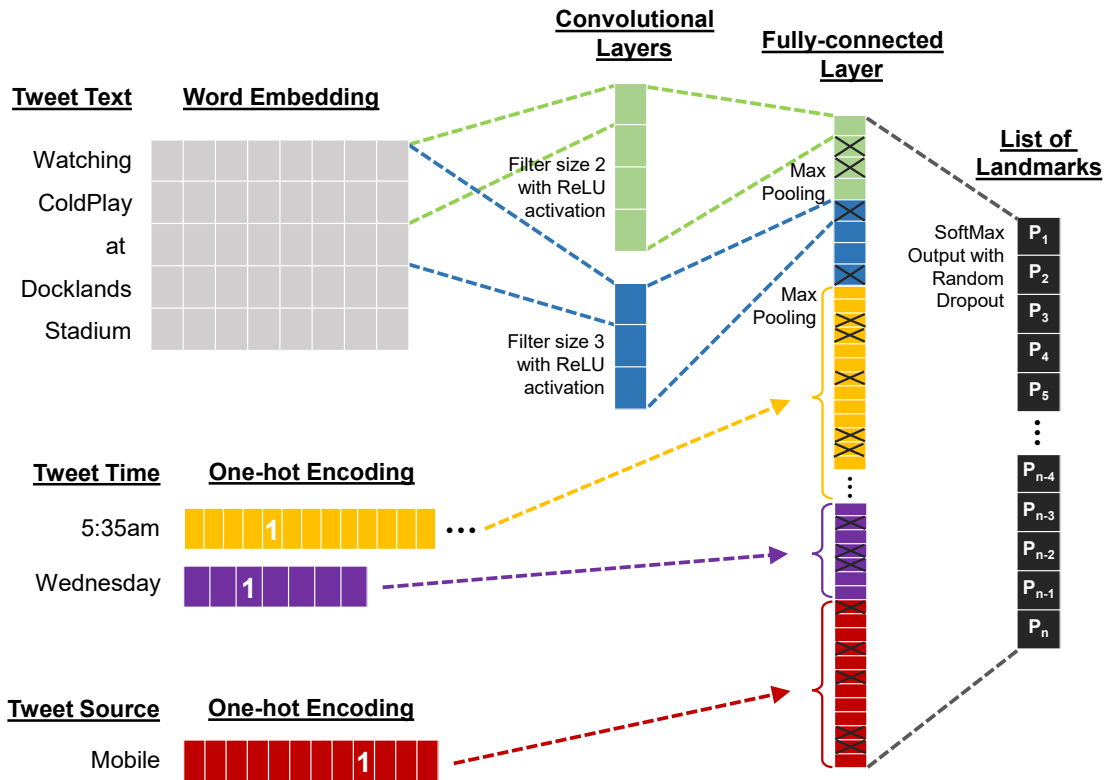 Convolutional
Layers
Fully-connected
Layer
Tweet Text
Word Embedding
List of
Landmarks
Watching
ColdPlay
at
Docklands
Stadium
Filter size 2
with ReLU
activation
Max
Pooling
Filter size 3
with ReLU
activation
Max
Pooling
SoftMax
Output with
Random
Dropout
P1
P2
P3
P4
P5
...
Pn-4
Pn-3
Pn-2
Pn-1
Pn
Tweet Time
One-hot Encoding
5:35am
1
...
...
Wednesday
1
Tweet Source
One-hot Encoding
Mobile
1